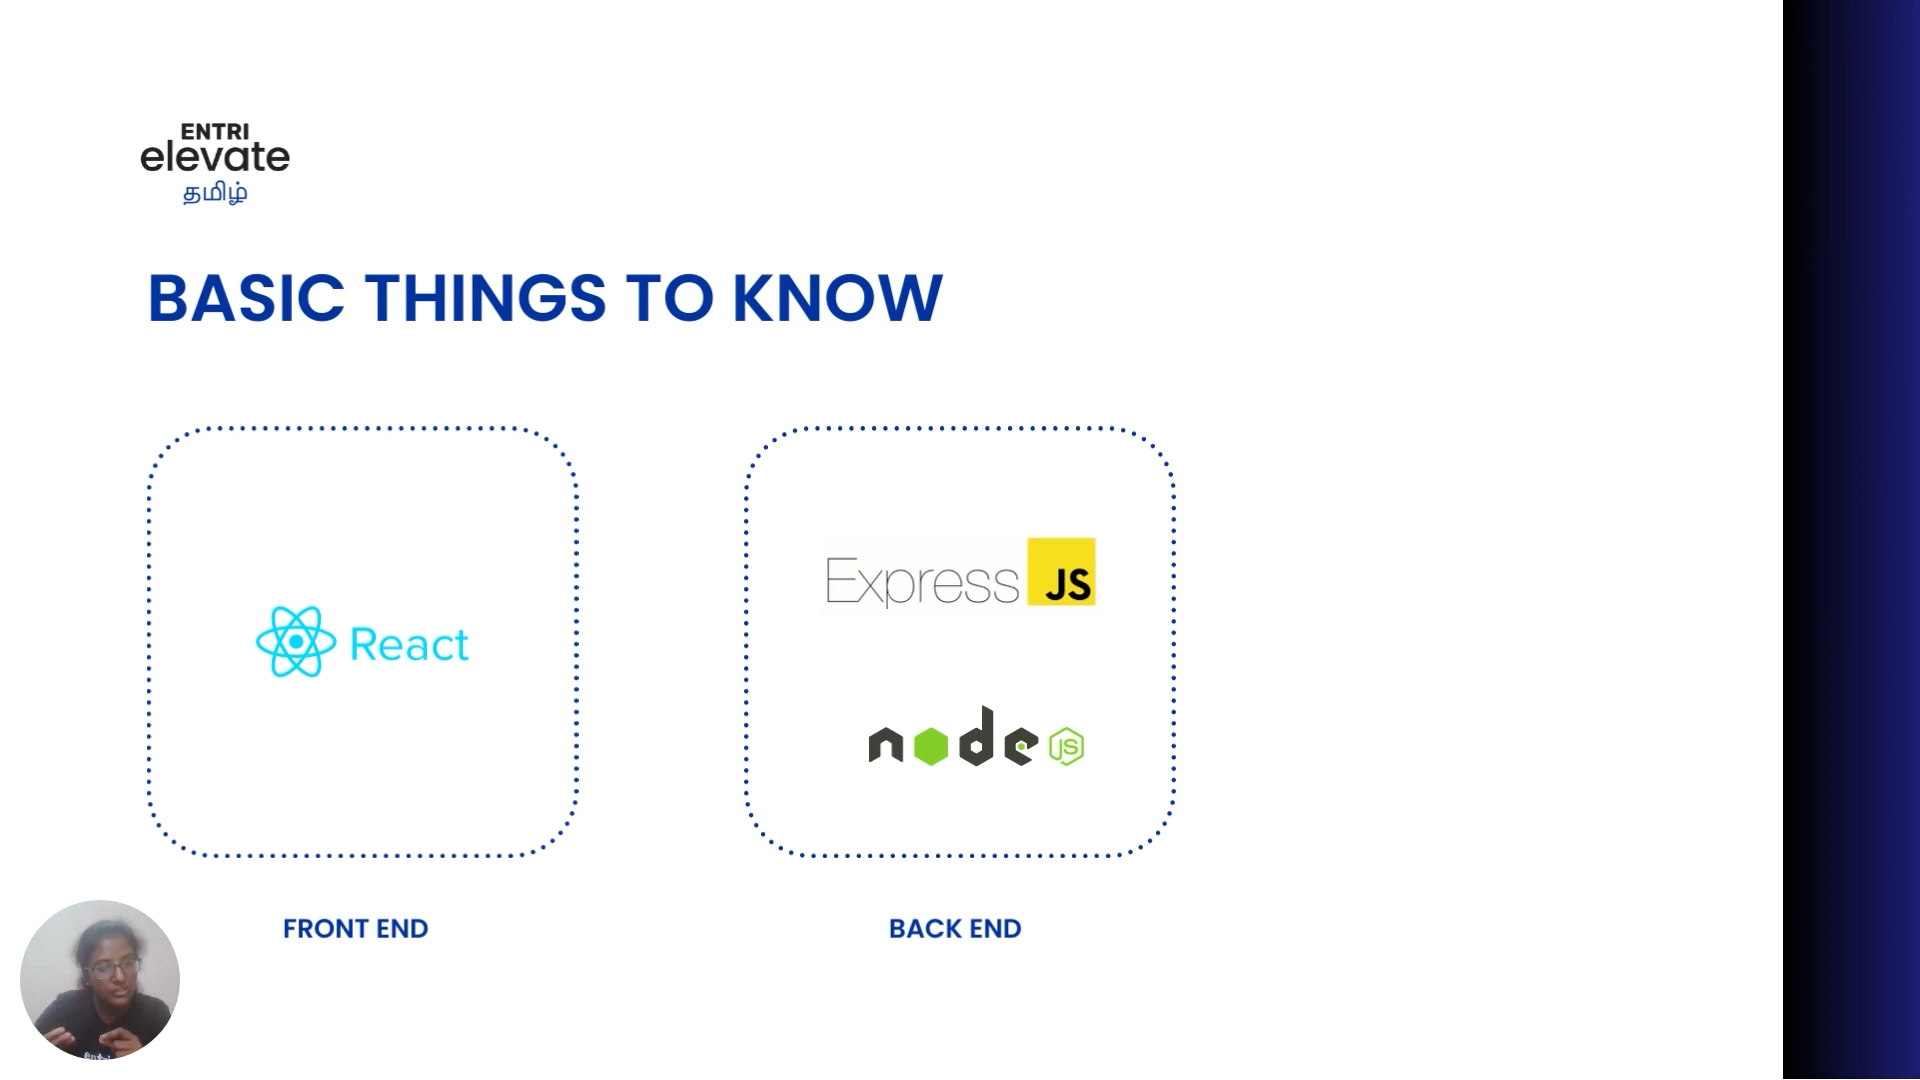 ENTRI
elevate
தமிழ்
BASIC THINGS TO KNOW
React
Express JS
node JS
FRONT END
BACK END